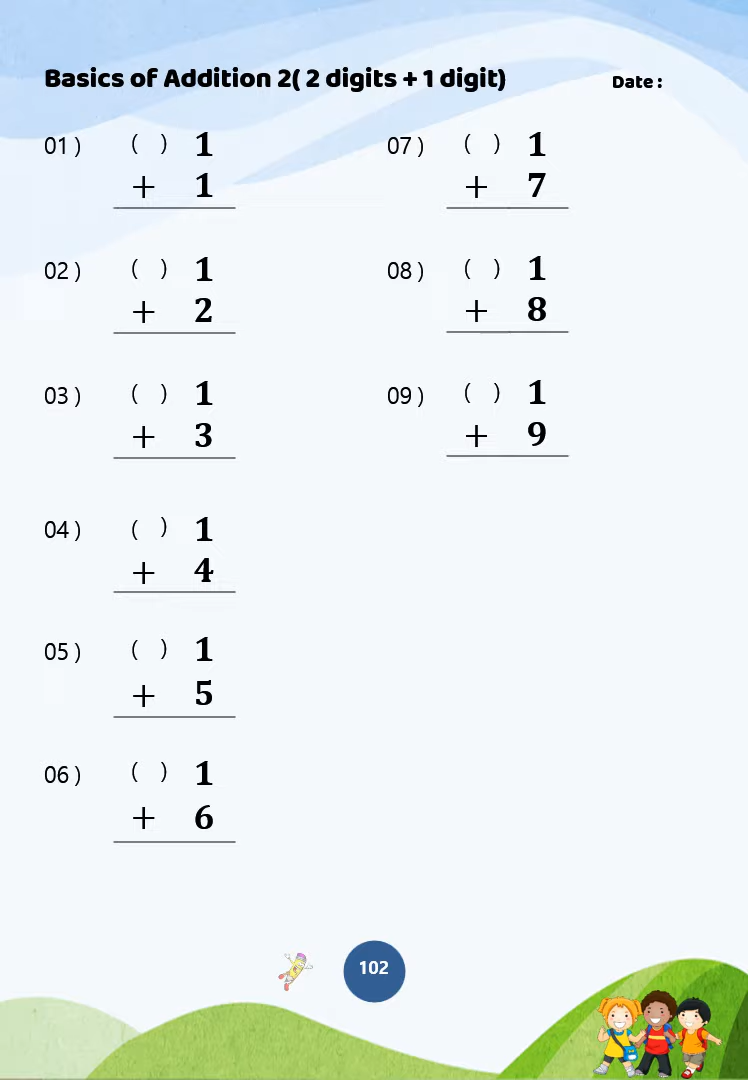 Basics of Addition 2( 2 digits + 1 digit)
Date :
01 ) ( ) 1
+ 1
02 ) ( ) 1
+ 2
03 ) ( ) 1
+ 3
04 ) ( ) 1
+ 4
05 ) ( ) 1
+ 5
06 ) ( ) 1
+ 6
07 ) ( ) 1
+ 7
08 ) ( ) 1
+ 8
09 ) ( ) 1
+ 9
102